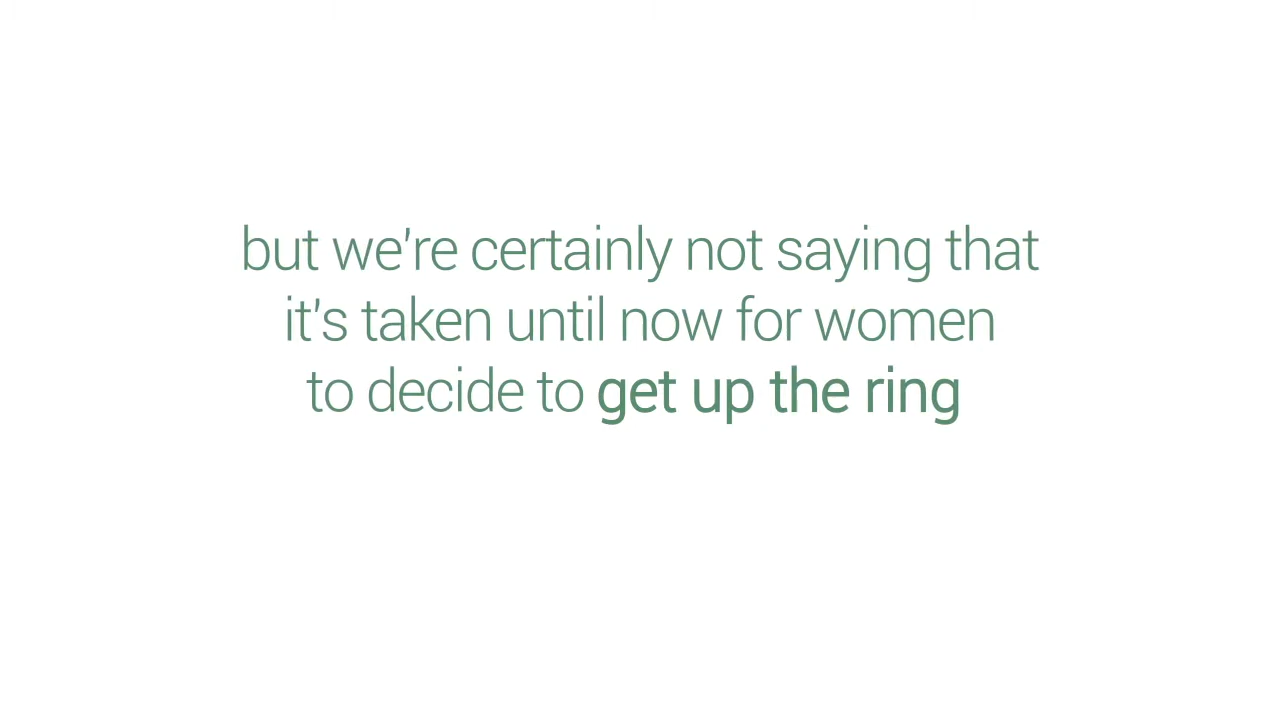 but we're certainly not saying that
it's taken until now for women
to decide to get up the ring